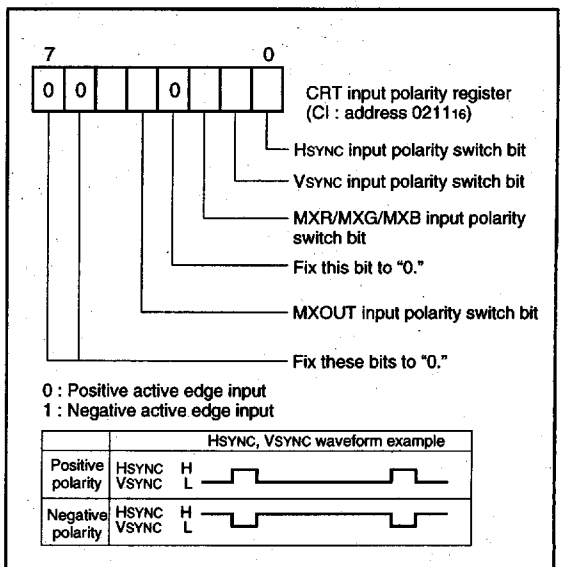 7 0
0 0 0
CRT input polarity register
(CI : address 021116)
HSYNC input polarity switch bit
VSYNC input polarity switch bit
MXR/MXG/MXB input polarity
switch bit
Fix this bit to “0.”
MXOUT input polarity switch bit
Fix these bits to “0.”
0 : Positive active edge input
1 : Negative active edge input
HSYNC, VSYNC waveform example
Positive polarity HSYNC H
VSYNC L
Negative polarity HSYNC H
VSYNC L